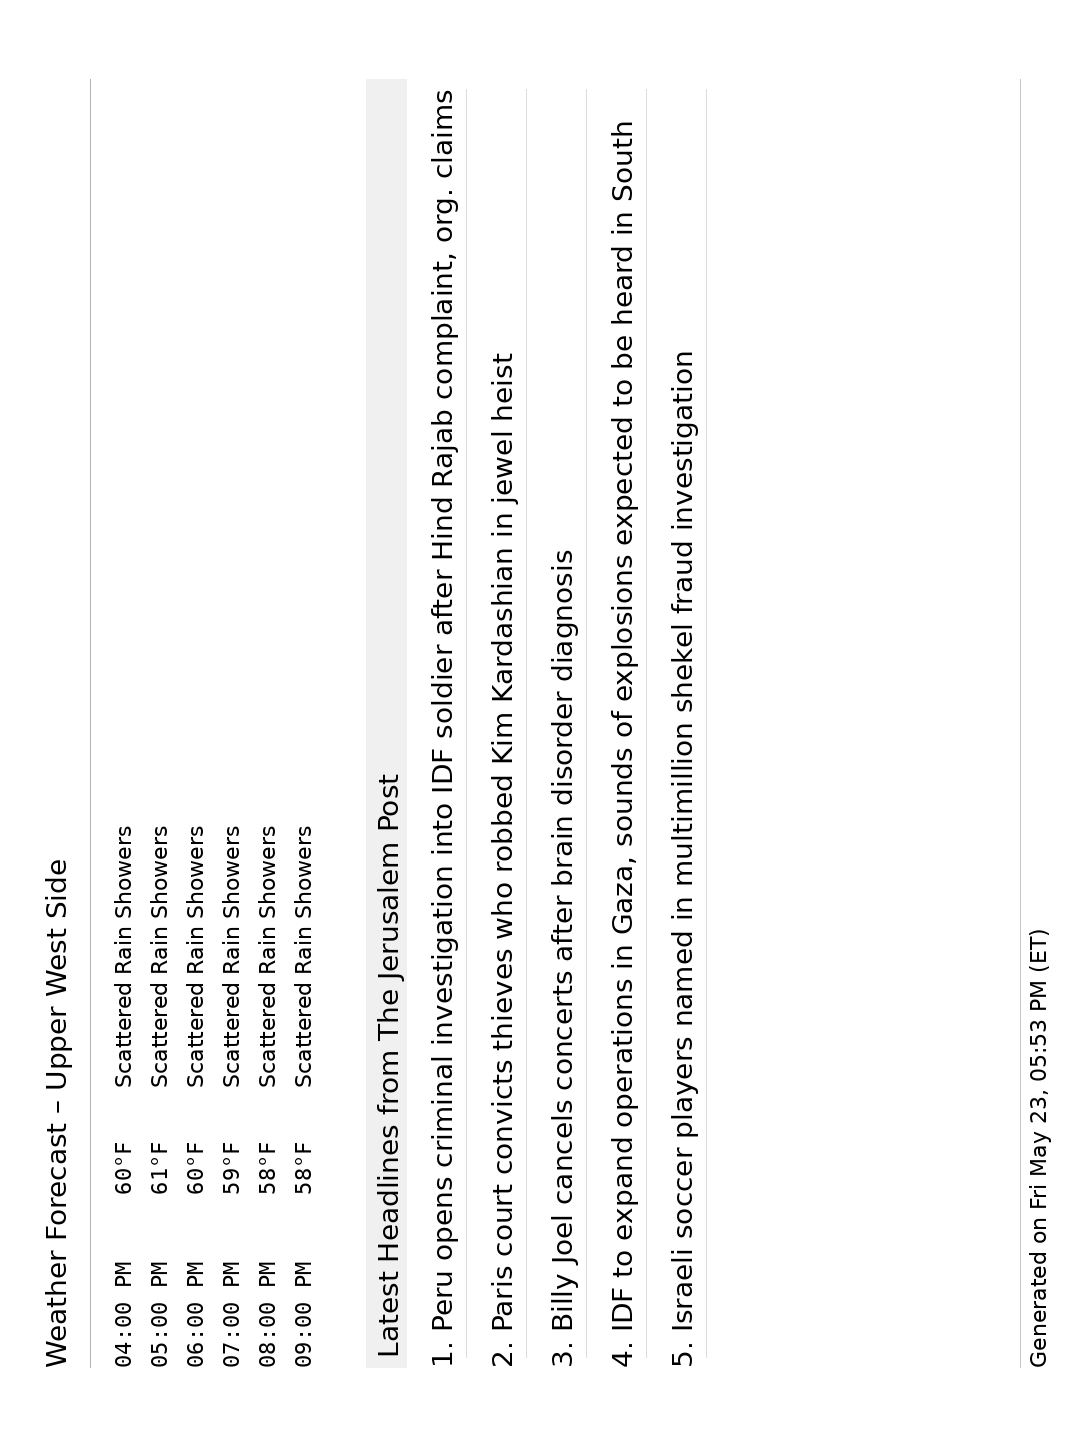 Weather Forecast – Upper West Side
04:00 PM 60°F Scattered Rain Showers
05:00 PM 61°F Scattered Rain Showers
06:00 PM 60°F Scattered Rain Showers
07:00 PM 59°F Scattered Rain Showers
08:00 PM 58°F Scattered Rain Showers
09:00 PM 58°F Scattered Rain Showers
Latest Headlines from The Jerusalem Post
1. Peru opens criminal investigation into IDF soldier after Hind Rajab complaint, org. claims
2. Paris court convicts thieves who robbed Kim Kardashian in jewel heist
3. Billy Joel cancels concerts after brain disorder diagnosis
4. IDF to expand operations in Gaza, sounds of explosions expected to be heard in South
5. Israeli soccer players named in multimillion shekel fraud investigation
Generated on Fri May 23, 05:53 PM (ET)